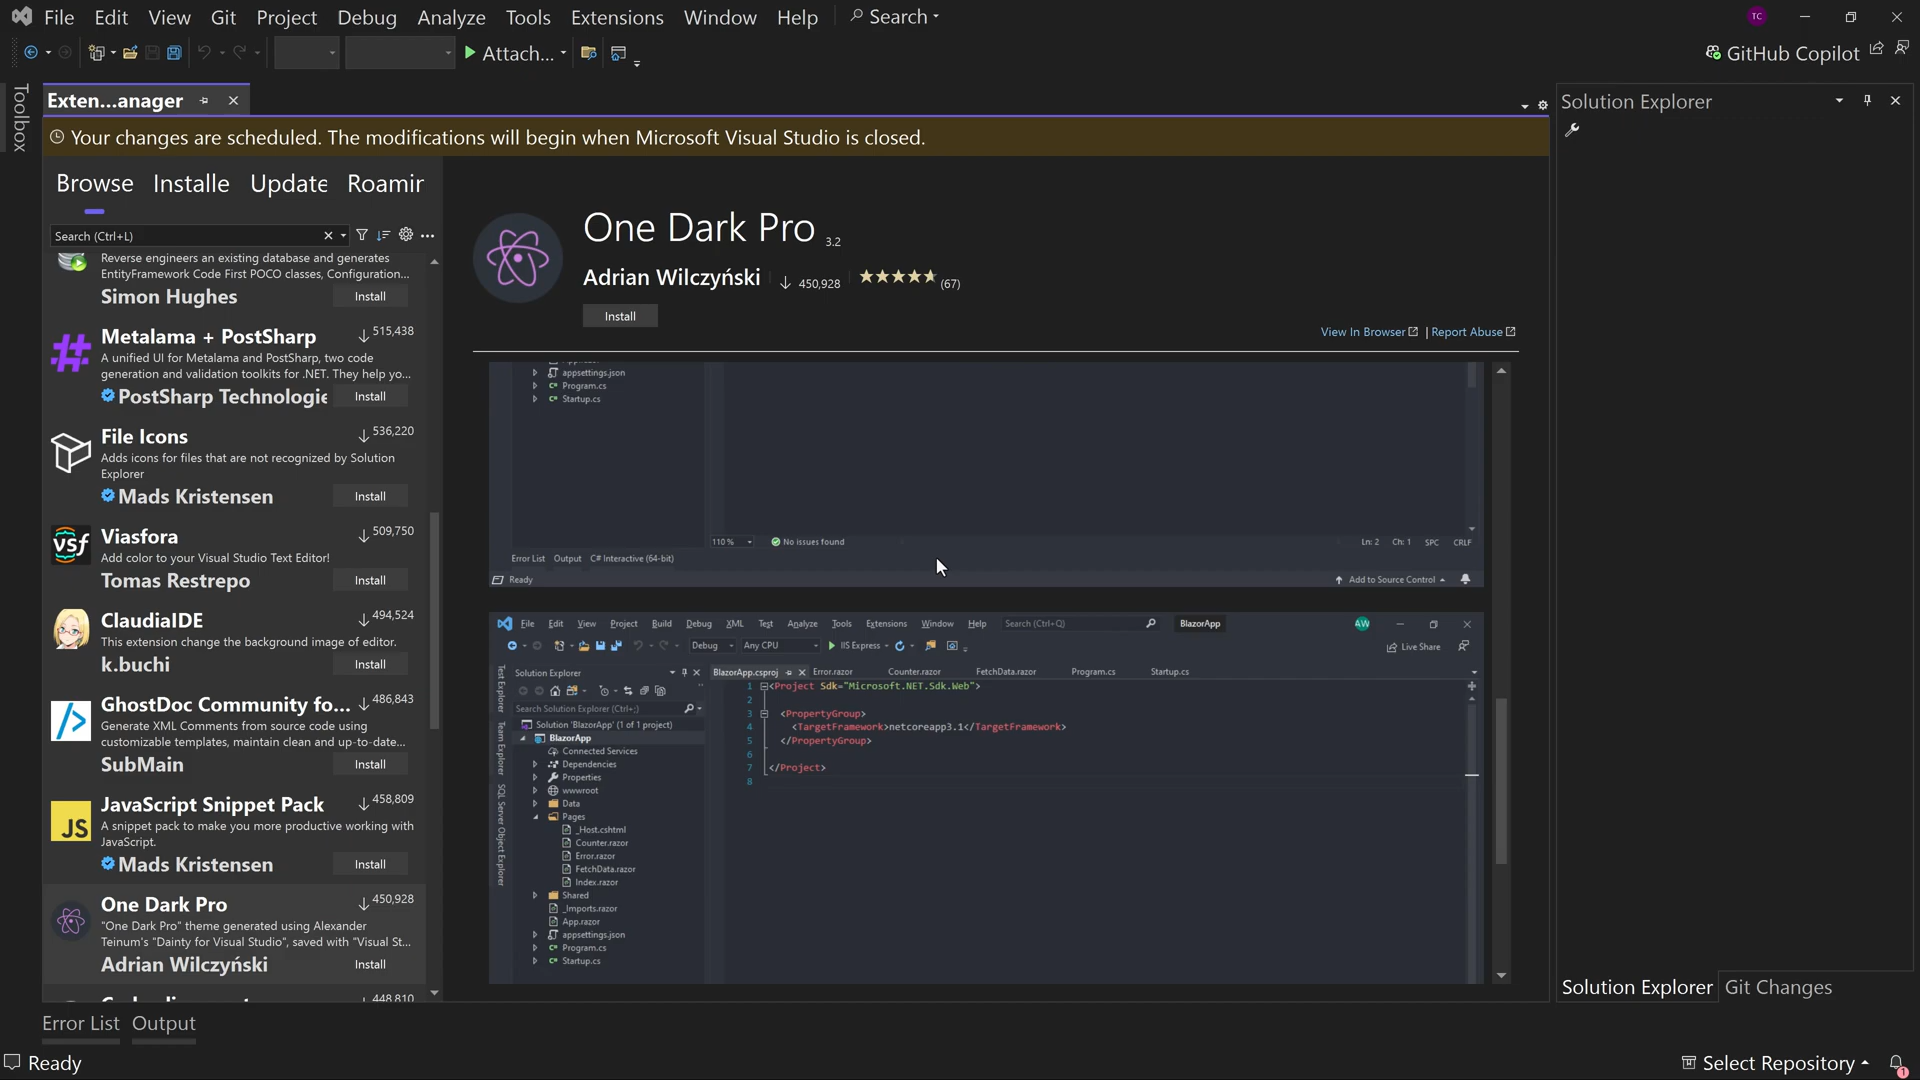 File Edit View Git Project Debug Analyze Tools Extensions Window Help Search TC
Attach... GitHub Copilot
Toolbox
Exten...anager
Solution Explorer
Your changes are scheduled. The modifications will begin when Microsoft Visual Studio is closed.
Browse Installe Update Roamir
Search (Ctrl+L)
Reverse engineers an existing database and generates
EntityFramework Code First POCO classes, Configuration...
Simon Hughes Install
Metalama + PostSharp 515,438
A unified UI for Metalama and PostSharp, two code
generation and validation toolkits for .NET. They help yo...
PostSharp Technologie Install
File Icons 536,220
Adds icons for files that are not recognized by Solution
Explorer
Mads Kristensen Install
vsf
Viasfora 509,750
Add color to your Visual Studio Text Editor!
Tomas Restrepo Install
ClaudiaIDE 494,524
This extension change the background image of editor.
k.buchi Install
GhostDoc Community fo... 486,843
Generate XML Comments from source code using
customizable templates, maintain clean and up-to-date...
SubMain Install
JS
JavaScript Snippet Pack 458,809
A snippet pack to make you more productive working with
JavaScript.
Mads Kristensen Install
One Dark Pro 450,928
"One Dark Pro" theme generated using Alexander
Teinum's "Dainty for Visual Studio", saved with "Visual St...
Adrian Wilczyński Install
448,810
One Dark Pro 3.2
Adrian Wilczyński 450,928 (67)
Install
View In Browser | Report Abuse
appsettings.json
Program.cs
Startup.cs
110 % No issues found Ln: 2 Ch: 1 SPC CRLF
Error List Output C# Interactive (64-bit)
Ready Add to Source Control
File Edit View Project Build Debug Test XML Analyze Tools Extensions Window Help Search (Ctrl+Q) BlazorApp AW
Debug Any CPU IIS Express Live Share
Test Explorer
Team Explorer
SQL Server Object Explorer
Solution Explorer
Search Solution Explorer (Ctrl+;)
Solution 'BlazorApp' (1 of 1 project)
BlazorApp
Connected Services
Dependencies
Properties
wwwroot
Data
Pages
_Host.cshtml
Counter.razor
Error.razor
FetchData.razor
Index.razor
Shared
_Imports.razor
App.razor
appsettings.json
Program.cs
Startup.cs
BlazorApp.csproj Error.razor Counter.razor FetchData.razor Program.cs Startup.cs
1 <Project Sdk="Microsoft.NET.Sdk.Web">
2
3 <PropertyGroup>
4 <TargetFramework>netcoreapp3.1</TargetFramework>
5 </PropertyGroup>
6
7 </Project>
8
Solution Explorer Git Changes
Error List Output
Ready Select Repository 1